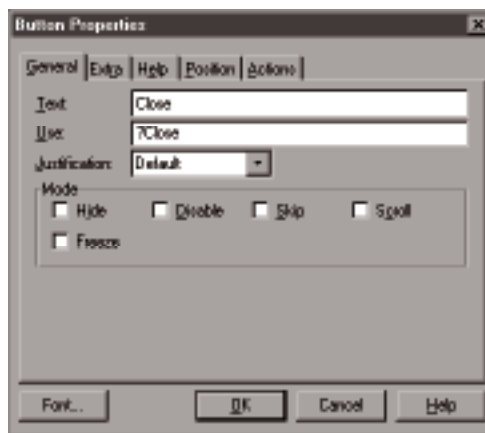 Button Properties
General Extra Help Position Actions
Text: Close
Use: ?Close
Justification: Default
Mode
Hide Disable Skip Scroll
Freeze
Font... OK Cancel Help